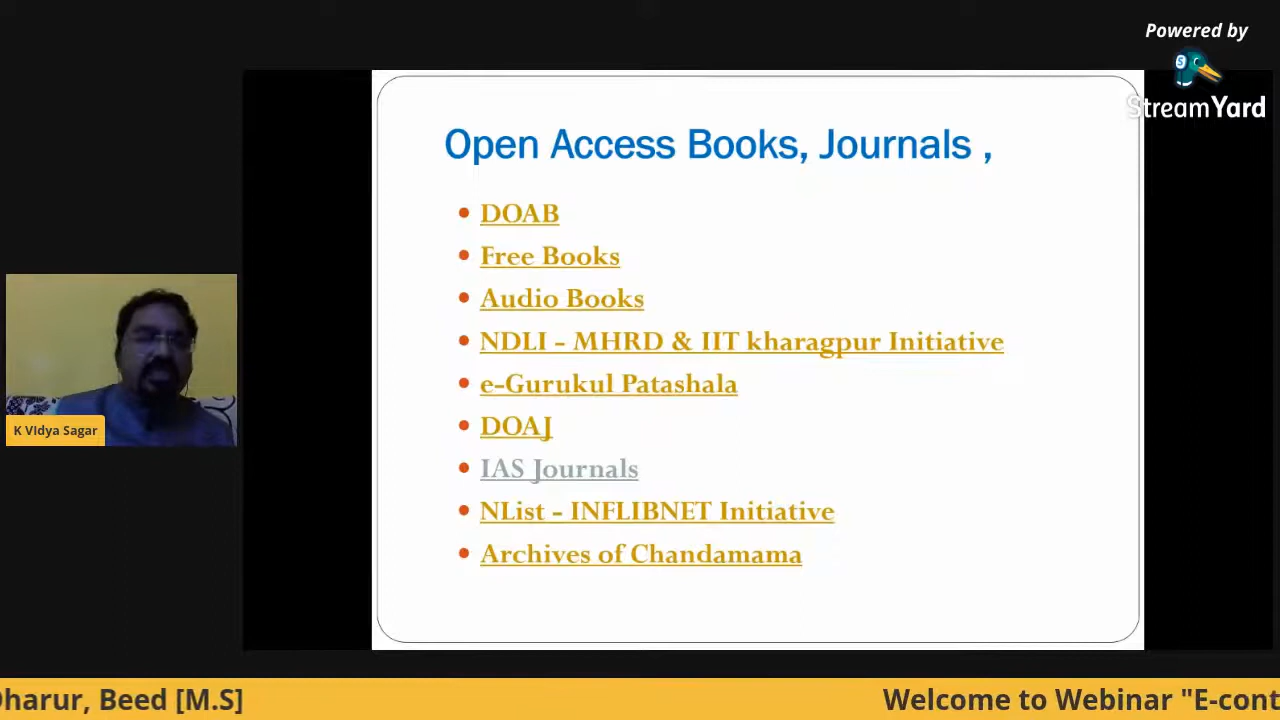 Powered by
StreamYard
Open Access Books, Journals ,
DOAB
Free Books
Audio Books
NDLI - MHRD & IIT kharagpur Initiative
e-Gurukul Patashala
DOAJ
IAS Journals
NList - INFLIBNET Initiative
Archives of Chandamama
K VIdya Sagar
Dharur, Beed [M.S]
Welcome to Webinar "E-cont